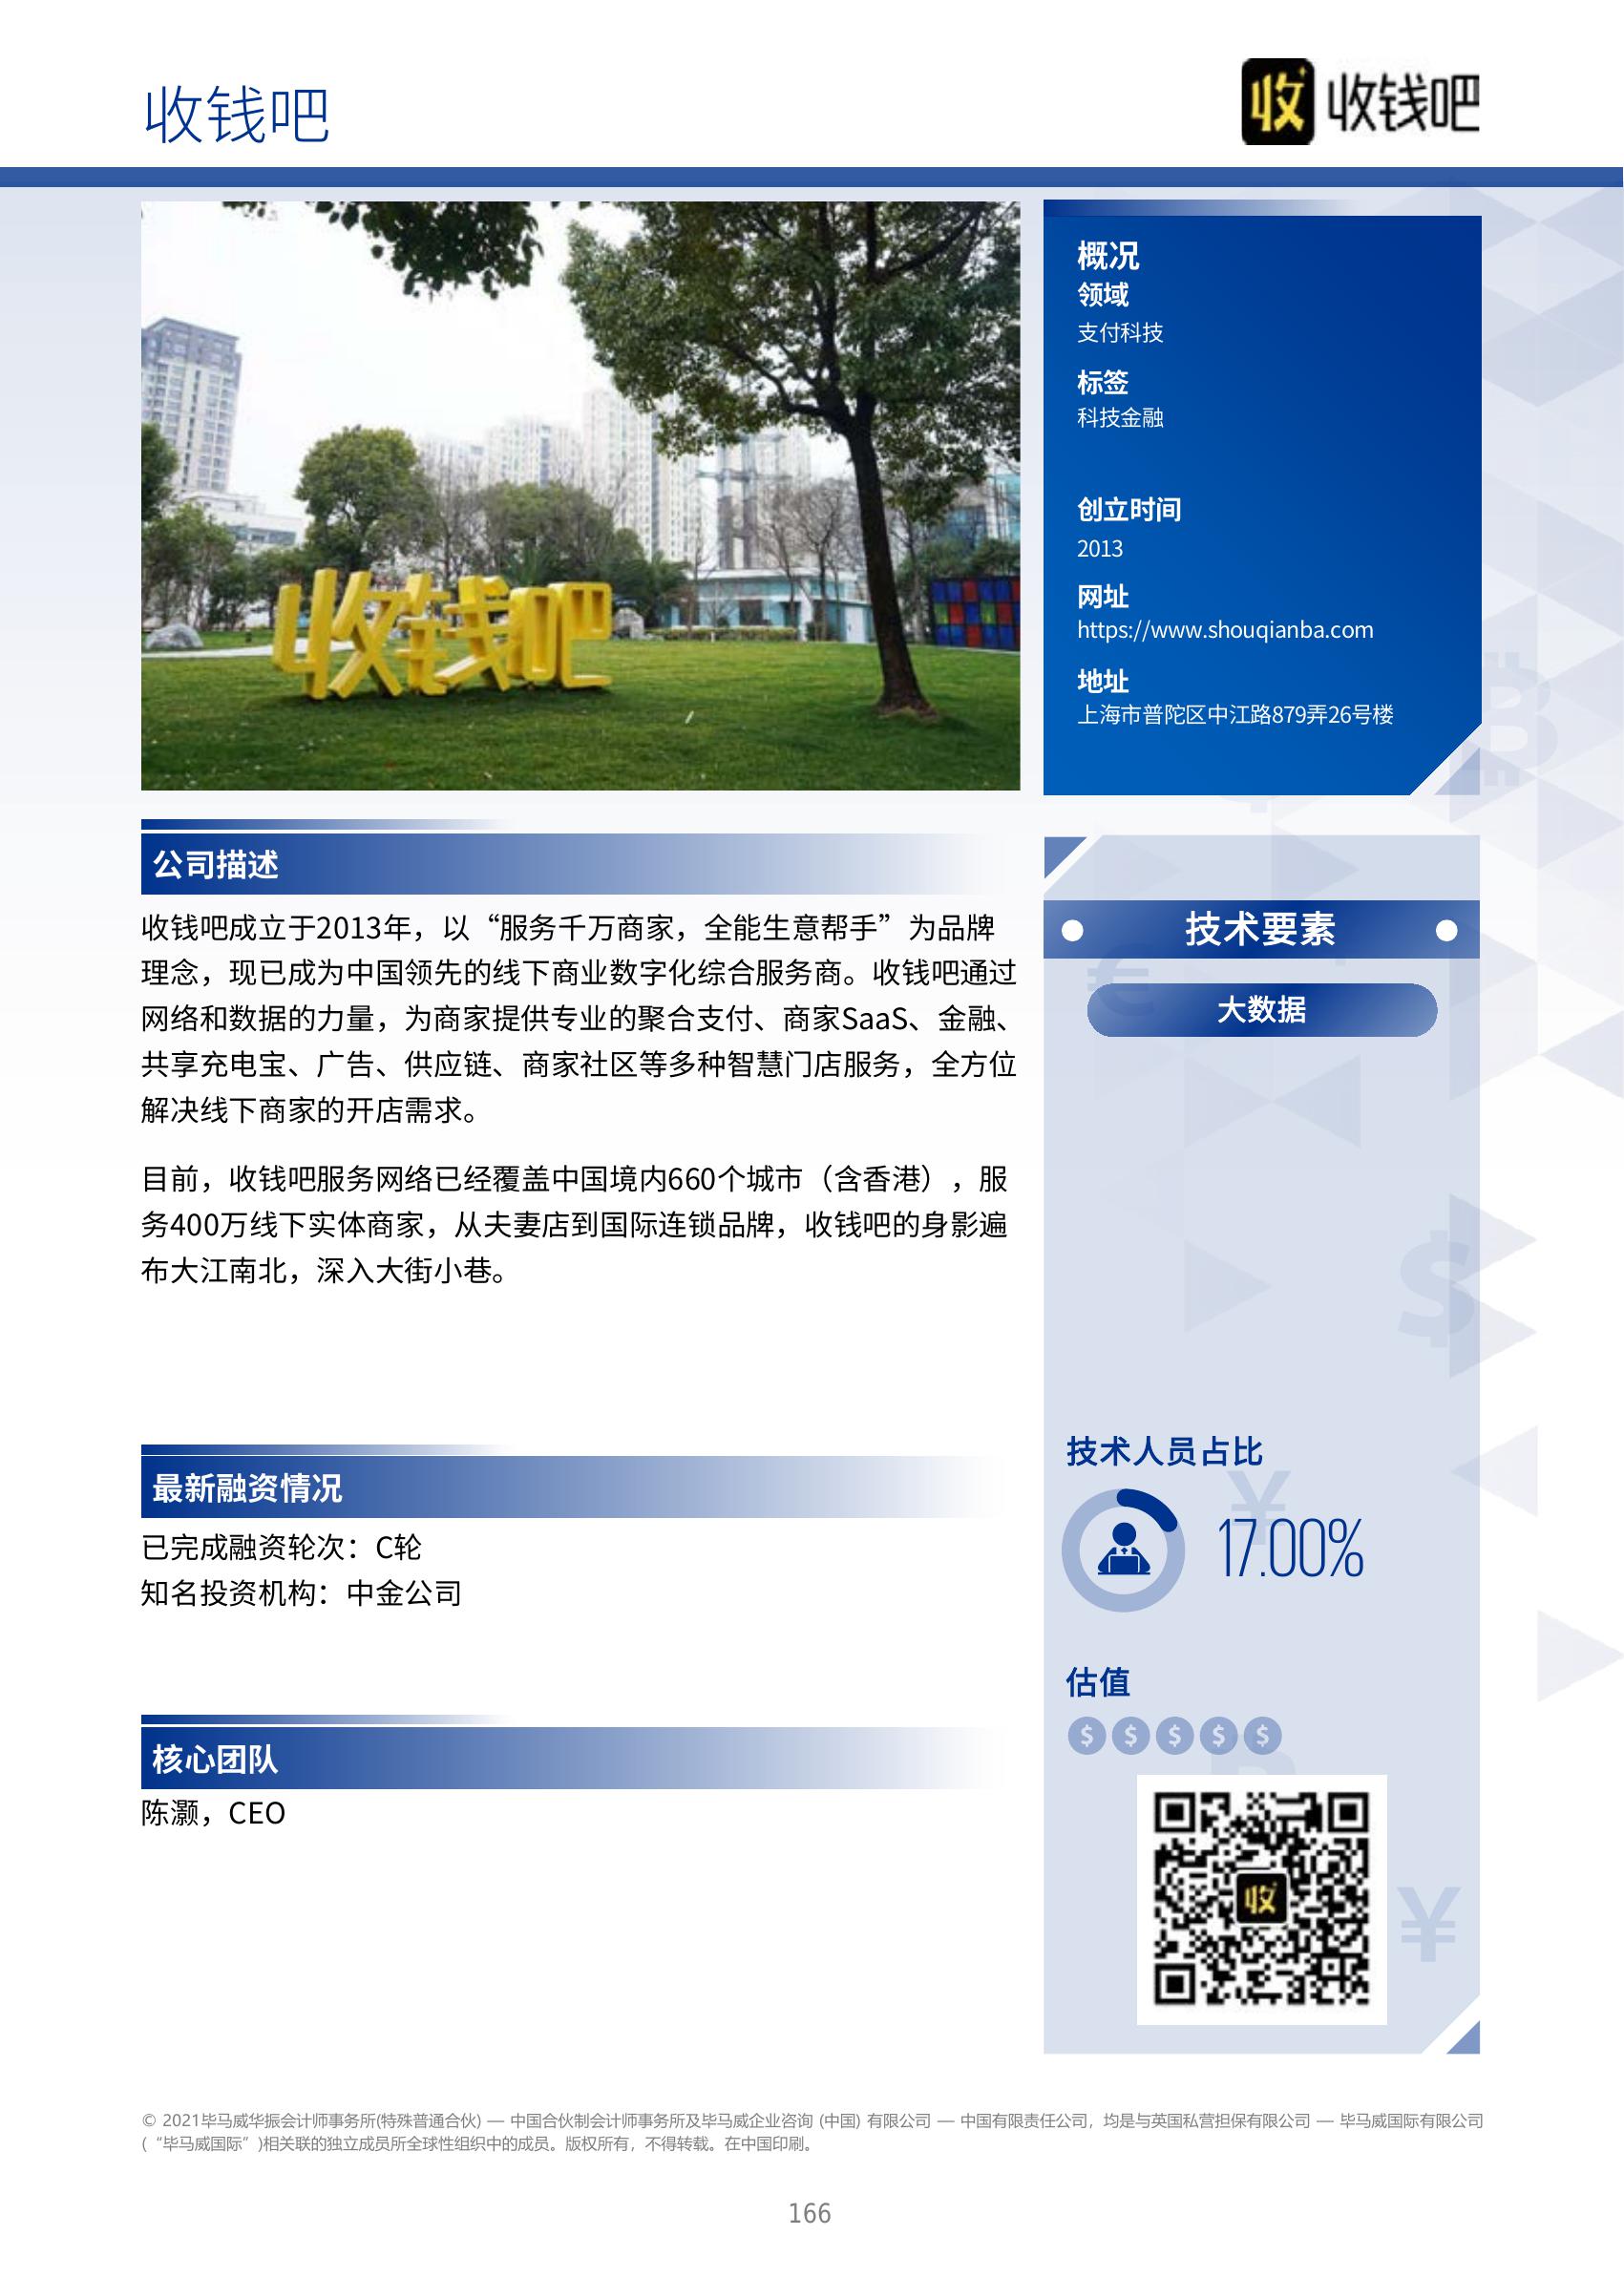 收钱吧
收 收钱吧
收钱吧
概况
领域
支付科技
标签
科技金融
创立时间
2013
网址
https://www.shouqianba.com
地址
上海市普陀区中江路879弄26号楼
公司描述
收钱吧成立于2013年，以“服务千万商家，全能生意帮手”为品牌
理念，现已成为中国领先的线下商业数字化综合服务商。收钱吧通过
网络和数据的力量，为商家提供专业的聚合支付、商家SaaS、金融、
共享充电宝、广告、供应链、商家社区等多种智慧门店服务，全方位
解决线下商家的开店需求。
目前，收钱吧服务网络已经覆盖中国境内660个城市（含香港），服
务400万线下实体商家，从夫妻店到国际连锁品牌，收钱吧的身影遍
布大江南北，深入大街小巷。
最新融资情况
已完成融资轮次：C轮
知名投资机构：中金公司
核心团队
陈灏，CEO
技术要素
大数据
技术人员占比
17.00%
估值
$ $ $ $ $
收
© 2021毕马威华振会计师事务所(特殊普通合伙) — 中国合伙制会计师事务所及毕马威企业咨询 (中国) 有限公司 — 中国有限责任公司，均是与英国私营担保有限公司 — 毕马威国际有限公司
(“毕马威国际”)相关联的独立成员所全球性组织中的成员。版权所有，不得转载。在中国印刷。
166